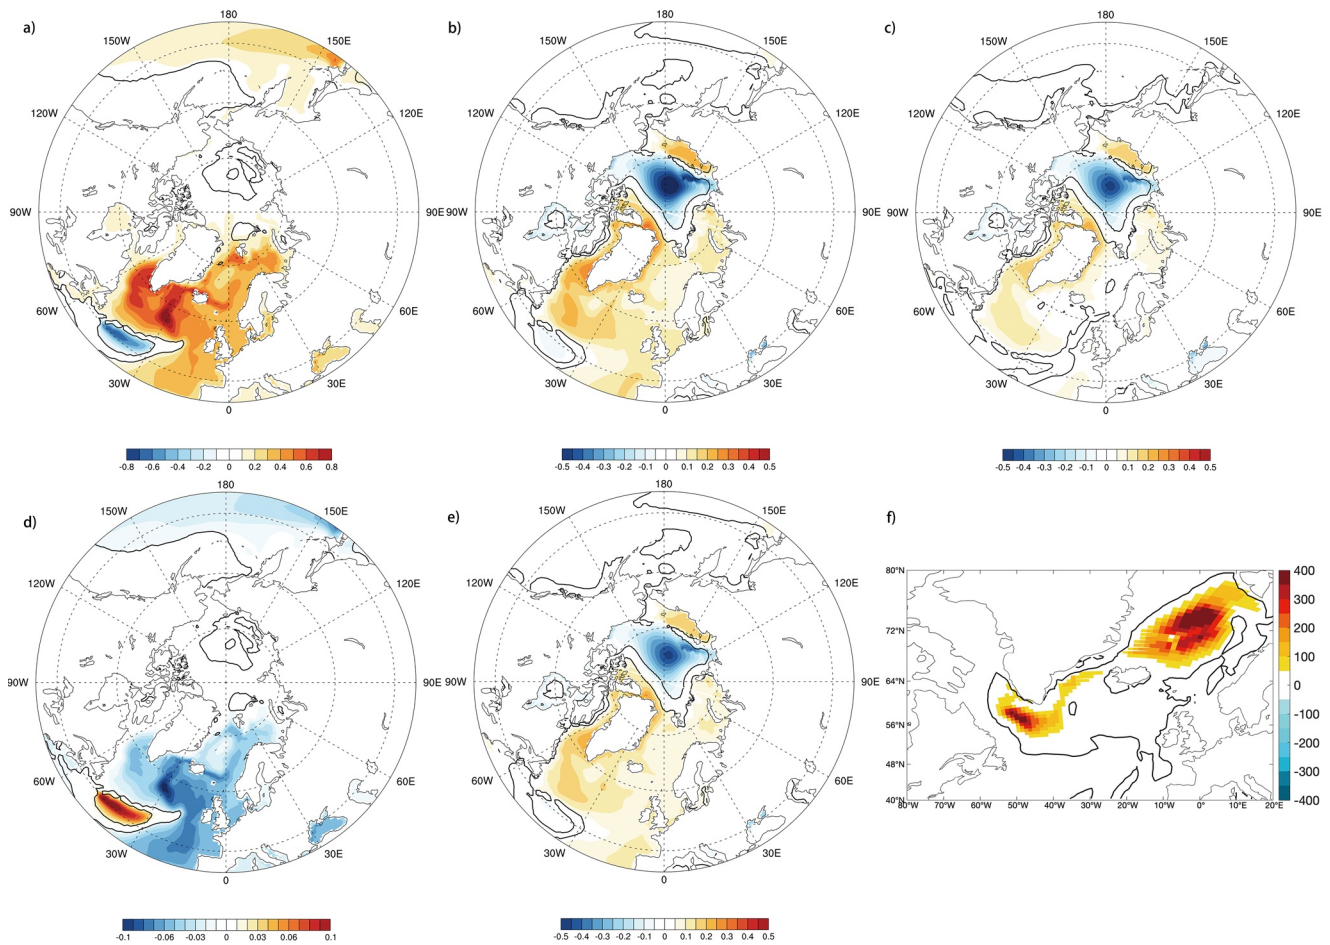 a)
180
150W
150E
120W
120E
90W
90E
60W
60E
30W
30E
0
-0.8 -0.6 -0.4 -0.2 0 0.2 0.4 0.6 0.8
b)
180
150W
150E
120W
120E
90W
90E
60W
60E
30W
30E
0
-0.5 -0.4 -0.3 -0.2 -0.1 0 0.1 0.2 0.3 0.4 0.5
c)
180
150W
150E
120W
120E
90W
90E
60W
60E
30W
30E
0
-0.5 -0.4 -0.3 -0.2 -0.1 0 0.1 0.2 0.3 0.4 0.5
d)
180
150W
150E
120W
120E
90W
90E
60W
60E
30W
30E
0
-0.1 -0.06 -0.03 0 0.03 0.06 0.1
e)
180
150W
150E
120W
120E
90W
90E
60W
60E
30W
30E
0
-0.5 -0.4 -0.3 -0.2 -0.1 0 0.1 0.2 0.3 0.4 0.5
f)
80°N
72°N
64°N
56°N
48°N
40°N
80°W 70°W 60°W 50°W 40°W 30°W 20°W 10°W 0° 10°E 20°E
400
300
200
100
0
-100
-200
-300
-400